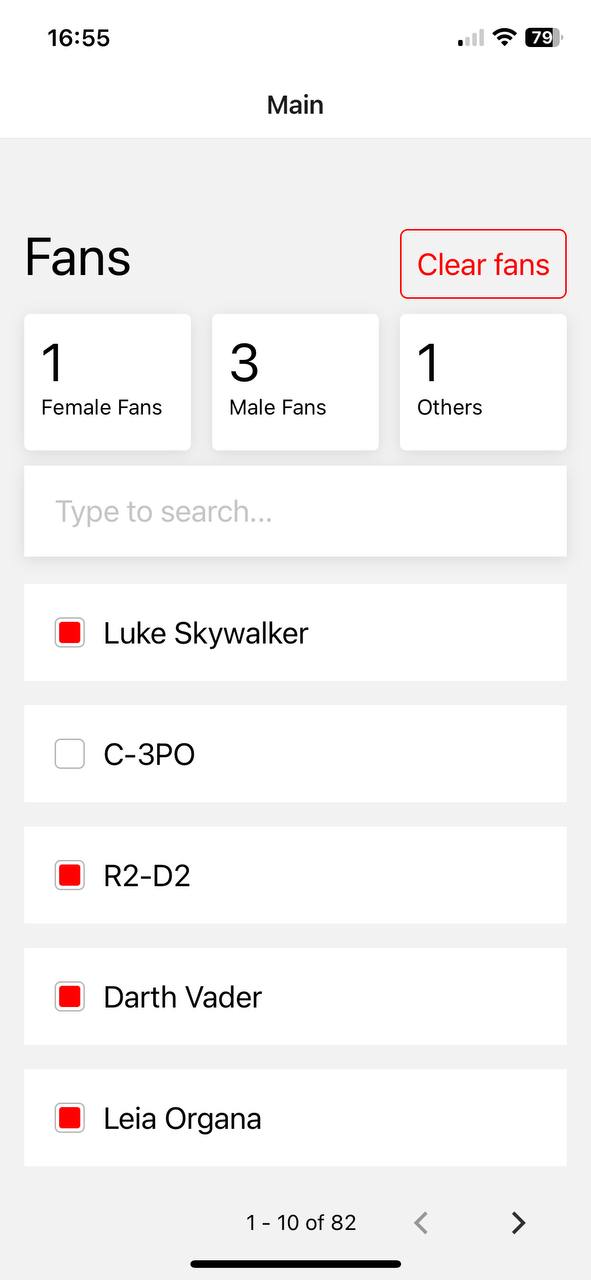 16:55
79
Main
Fans
Clear fans
1
Female Fans
3
Male Fans
1
Others
Type to search...
Luke Skywalker
C-3PO
R2-D2
Darth Vader
Leia Organa
1 - 10 of 82